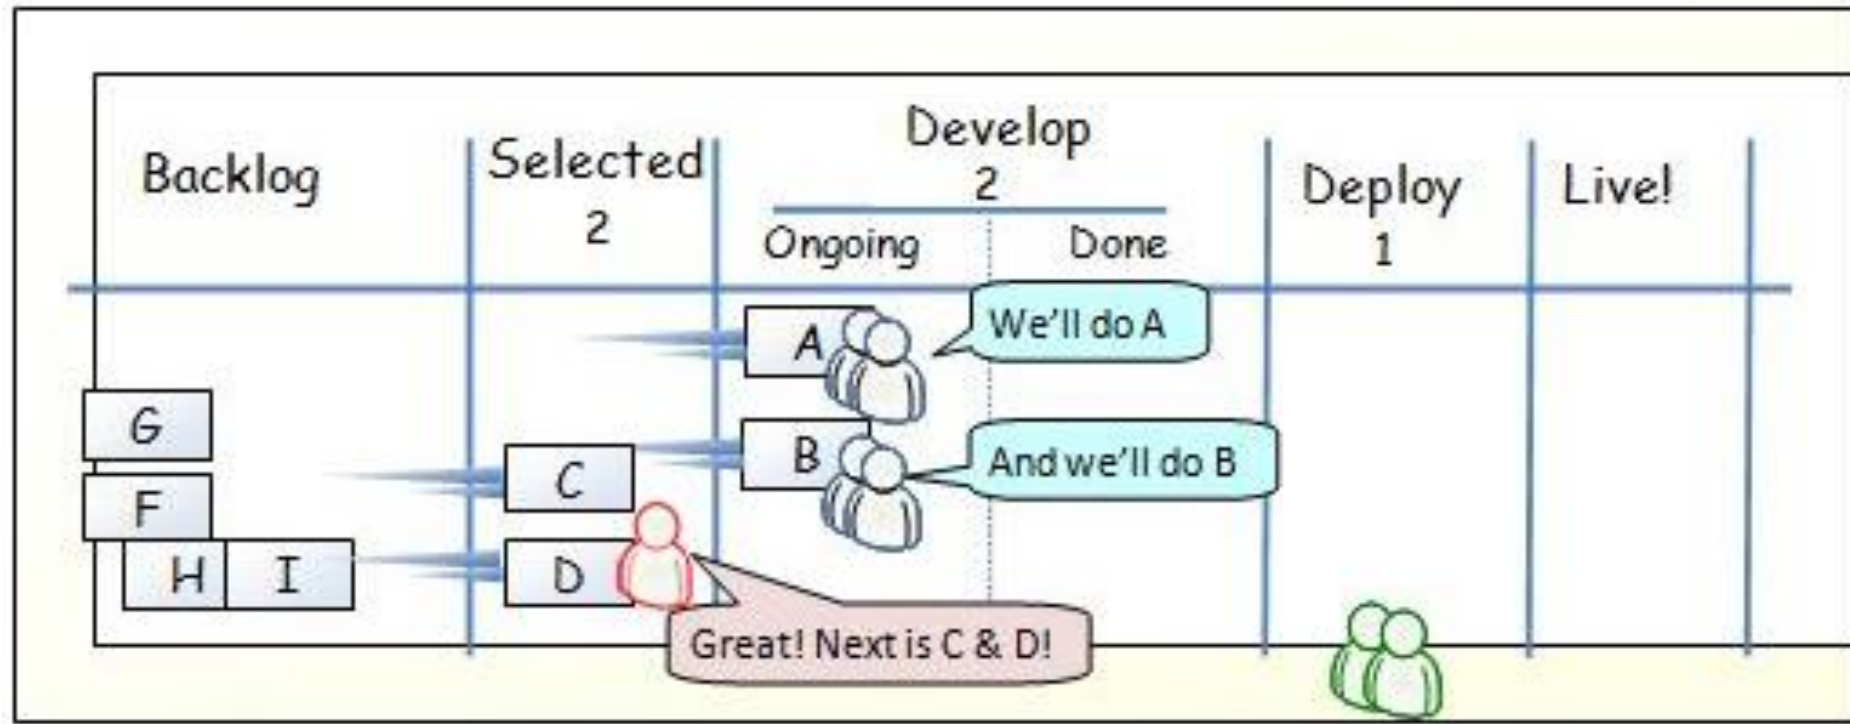 Backlog
Selected
2
Develop
2
Ongoing
Done
Deploy
1
Live!
A
We'll do A
G
B
And we'll do B
C
F
H
I
D
Great! Next is C & D!